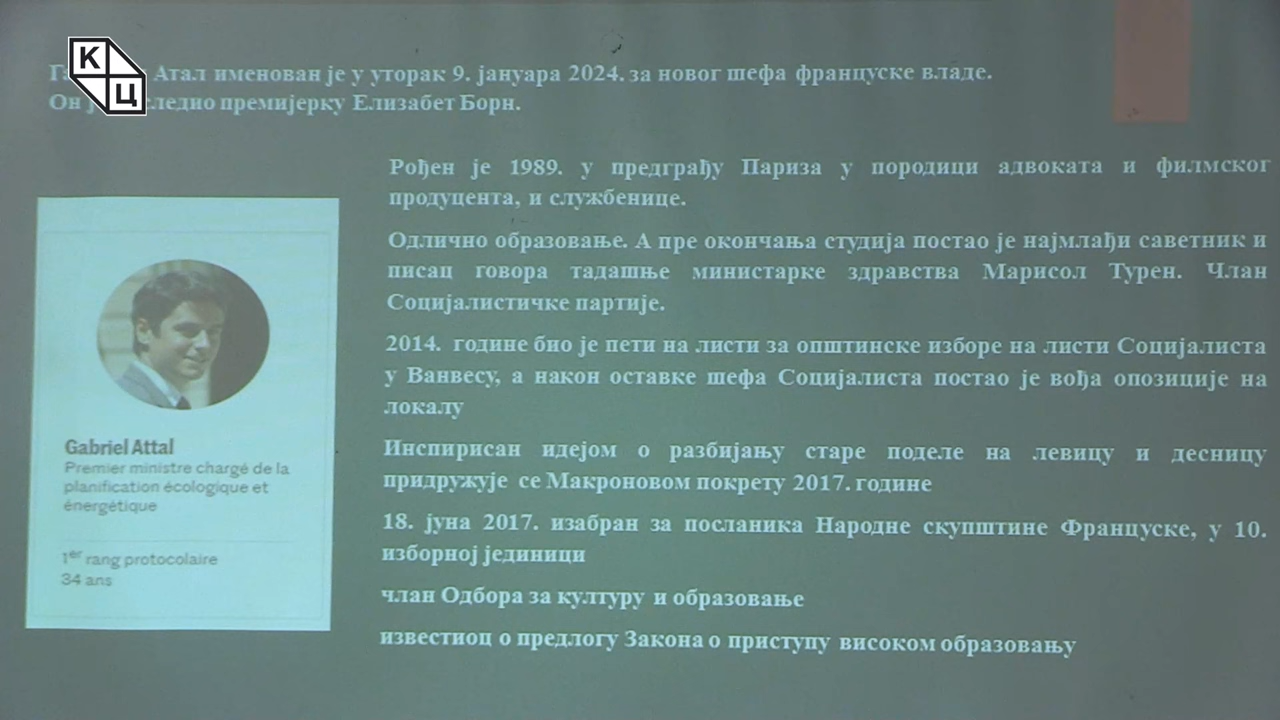 К
Ц
Атал именован је у уторак 9. јануара 2024. за новог шефа француске владе.
Он премијерку Елизабет Борн.
Рођен је 1989. у предграђу Париза у породици адвоката и филмског
продуцента, и службенице.
Одлично образовање. А пре окончања студија постао је најмлађи саветник и
писац говора тадашње министарке здравства Марисол Турен. Члан
Социјалистичке партије.
2014. године био је пети на листи за општинске изборе на листи Социјалиста
у Ванвесу, а након оставке шефа Социјалиста постао је вођа опозиције на
локалу
Инспирисан идејом о разбијању старе поделе на левицу и десницу
придружује се Макроновом покрету 2017. године
18. јуна 2017. изабран за посланика Народне скупштине Француске, у 10.
изборној јединици
члан Одбора за културу и образовање
известиоц о предлогу Закона о приступу високом образовању
Gabriel Attal
Premier ministre chargé de la
planification écologique et
énergétique
1er rang protocolaire
34 ans